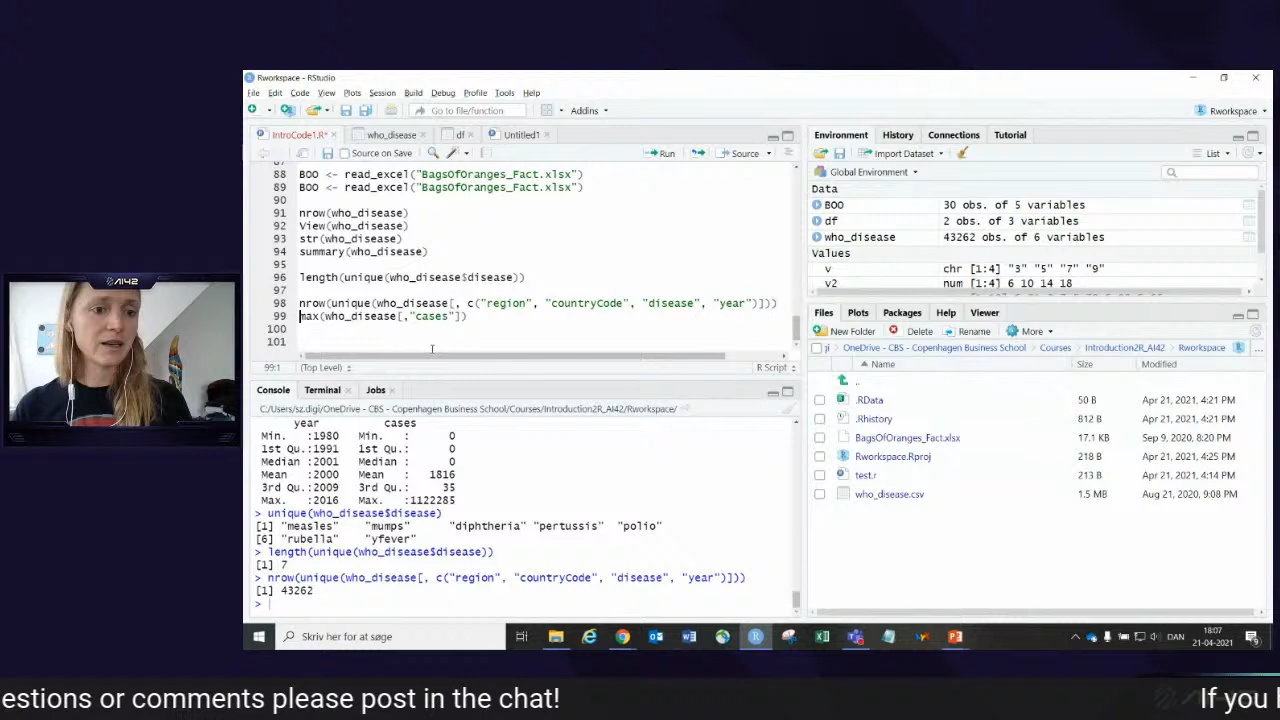 Rworkspace - RStudio
File Edit Code View Plots Session Build Debug Profile Tools Help
Go to file/function
Addins
Rworkspace
IntroCode1.R*
who_disease
df
Untitled1
Source on Save
Run
Source
87
88 BOO <- read_excel("BagsOfOranges_Fact.xlsx")
89 BOO <- read_excel("BagsOfOranges_Fact.xlsx")
90
91 nrow(who_disease)
92 View(who_disease)
93 str(who_disease)
94 summary(who_disease)
95
96 length(unique(who_disease$disease))
97
98 nrow(unique(who_disease[, c("region", "countryCode", "disease", "year")]))
99 max(who_disease[,"cases"])
100
101
99:1 (Top Level) R Script
Console Terminal Jobs
C:/Users/sz.digi/OneDrive - CBS - Copenhagen Business School/Courses/Introduction2R_AI42/Rworkspace/
year cases
Min. :1980 Min. : 0
1st Qu.:1991 1st Qu.: 0
Median :2001 Median : 0
Mean :2000 Mean : 1816
3rd Qu.:2009 3rd Qu.: 35
Max. :2016 Max. :1122285
> unique(who_disease$disease)
[1] "measles" "mumps" "diphtheria" "pertussis" "polio"
[6] "rubella" "yfever"
> length(unique(who_disease$disease))
[1] 7
> nrow(unique(who_disease[, c("region", "countryCode", "disease", "year")]))
[1] 43262
>
Environment History Connections Tutorial
Import Dataset
List
Global Environment
Data
BOO 30 obs. of 5 variables
df 2 obs. of 3 variables
who_disease 43262 obs. of 6 variables
Values
v chr [1:4] "3" "5" "7" "9"
v2 num [1:4] 6 10 14 18
Files Plots Packages Help Viewer
New Folder Delete Rename More
ji OneDrive - CBS - Copenhagen Business School Courses Introduction2R_AI42 Rworkspace ...
Name Size Modified
..
.RData 50 B Apr 21, 2021, 4:21 PM
.Rhistory 812 B Apr 21, 2021, 4:21 PM
BagsOfOranges_Fact.xlsx 17.1 KB Sep 9, 2020, 8:20 PM
Rworkspace.Rproj 218 B Apr 21, 2021, 4:25 PM
test.r 213 B Apr 21, 2021, 4:14 PM
who_disease.csv 1.5 MB Aug 21, 2020, 9:08 PM
AI42
Skriv her for at søge
DAN
18:07
21-04-2021
estions or comments please post in the chat!
If you